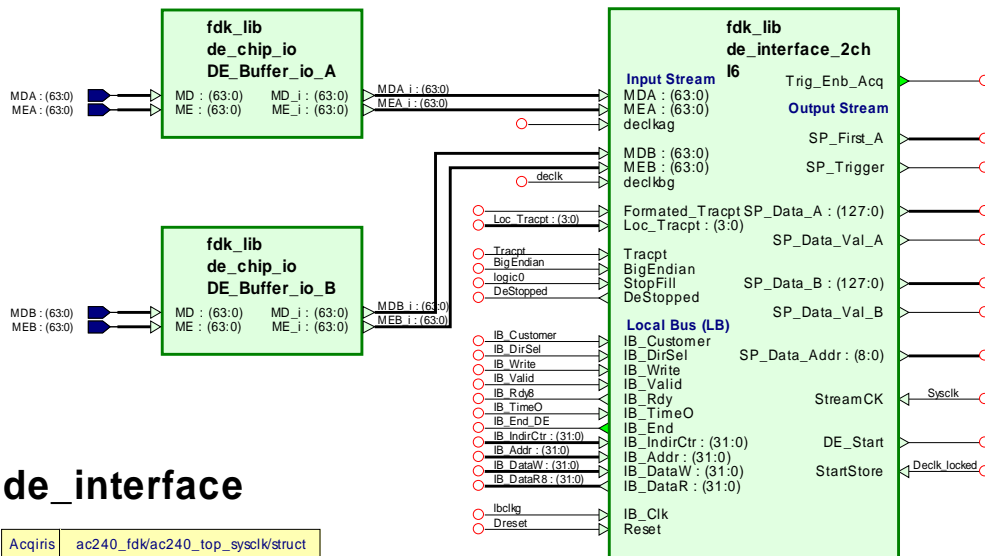 fdk_lib
de_chip_io
DE_Buffer_io_A
MDA : (63:0)
MEA : (63:0)
MD : (63:0)
ME : (63:0)
MD_i : (63:0)
ME_i : (63:0)
MDA_i : (63:0)
MEA_i : (63:0)
fdk_lib
de_chip_io
DE_Buffer_io_B
MDB : (63:0)
MEB : (63:0)
MD : (63:0)
ME : (63:0)
MD_i : (63:0)
ME_i : (63:0)
MDB_i : (63:0)
MEB_i : (63:0)
fdk_lib
de_interface_2ch
I6
Input Stream
MDA : (63:0)
MEA : (63:0)
declkag
MDB : (63:0)
MEB : (63:0)
declk
declkbg
Formated_Tracpt
Loc_Tracpt : (3:0)
Loc_Tracpt : (3:0)
Tracpt
Tracpt
BigEndian
BigEndian
logic0
StopFill
DeStopped
DeStopped
Local Bus (LB)
IB_Customer
IB_Customer
IB_DirSel
IB_DirSel
IB_Write
IB_Write
IB_Valid
IB_Valid
IB_Rdy8
IB_Rdy
IB_TimeO
IB_TimeO
IB_End_DE
IB_End
IB_IndirCtr : (31:0)
IB_IndirCtr : (31:0)
IB_Addr : (31:0)
IB_Addr : (31:0)
IB_DataW : (31:0)
IB_DataW : (31:0)
IB_DataR8 : (31:0)
IB_DataR : (31:0)
Ibclkg
IB_Clk
Dreset
Reset
Trig_Enb_Acq
Output Stream
SP_First_A
SP_Trigger
SP_Data_A : (127:0)
SP_Data_Val_A
SP_Data_B : (127:0)
SP_Data_Val_B
SP_Data_Addr : (8:0)
StreamCK
Sysclk
DE_Start
StartStore
Declk_locked
de_interface
Acqiris
ac240_fdk/ac240_top_sysclk/struct